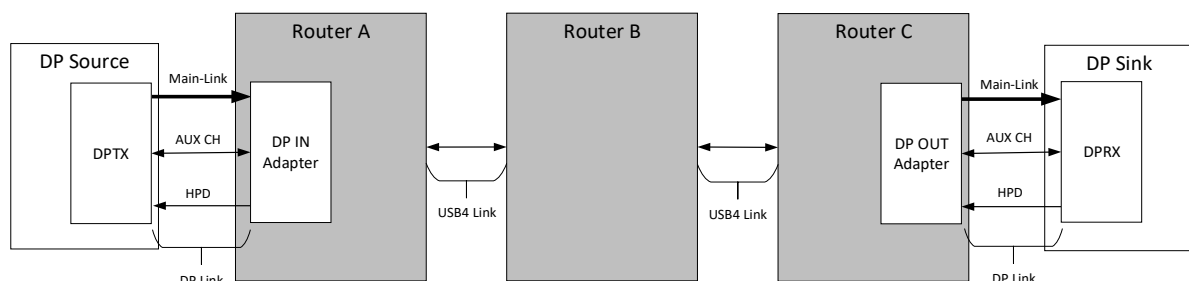 Router A
Router B
Router C
DP Source
DP Sink
Main-Link
Main-Link
DPTX
AUX CH
DP IN
Adapter
DP OUT
Adapter
AUX CH
DPRX
HPD
HPD
USB4 Link
USB4 Link
DP Link
DP Link